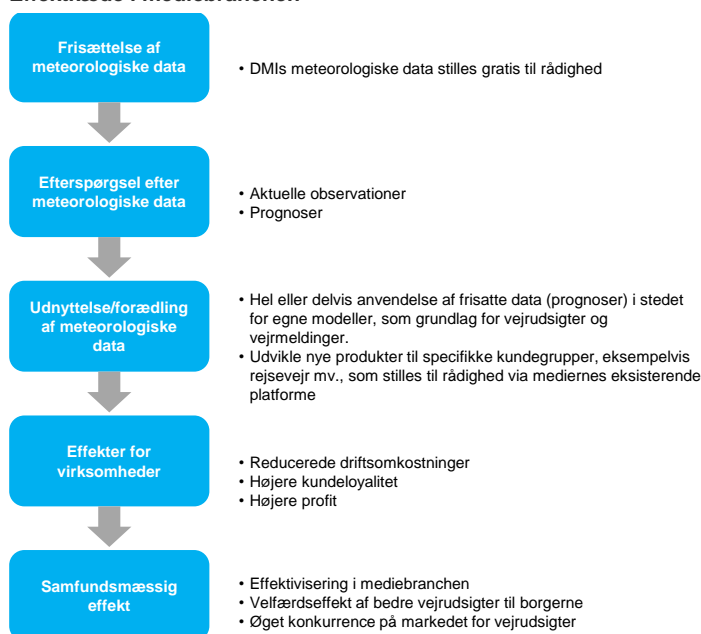 Effektkæde i mediebranchen
Frisættelse af
meteorologiske data
• DMIs meteorologiske data stilles gratis til rådighed
Efterspørgsel efter
meteorologiske data
• Aktuelle observationer
• Prognoser
Udnyttelse/forædling
af meteorologiske
data
• Hel eller delvis anvendelse af frisatte data (prognoser) i stedet
for egne modeller, som grundlag for vejrudsigter og
vejrmeldinger.
• Udvikle nye produkter til specifikke kundegrupper, eksempelvis
rejsevejr mv., som stilles til rådighed via mediernes eksisterende
platforme
Effekter for
virksomheder
• Reducerede driftsomkostninger
• Højere kundeloyalitet
• Højere profit
Samfundsmæssig
effekt
• Effektivisering i mediebranchen
• Velfærdseffekt af bedre vejrudsigter til borgerne
• Øget konkurrence på markedet for vejrudsigter